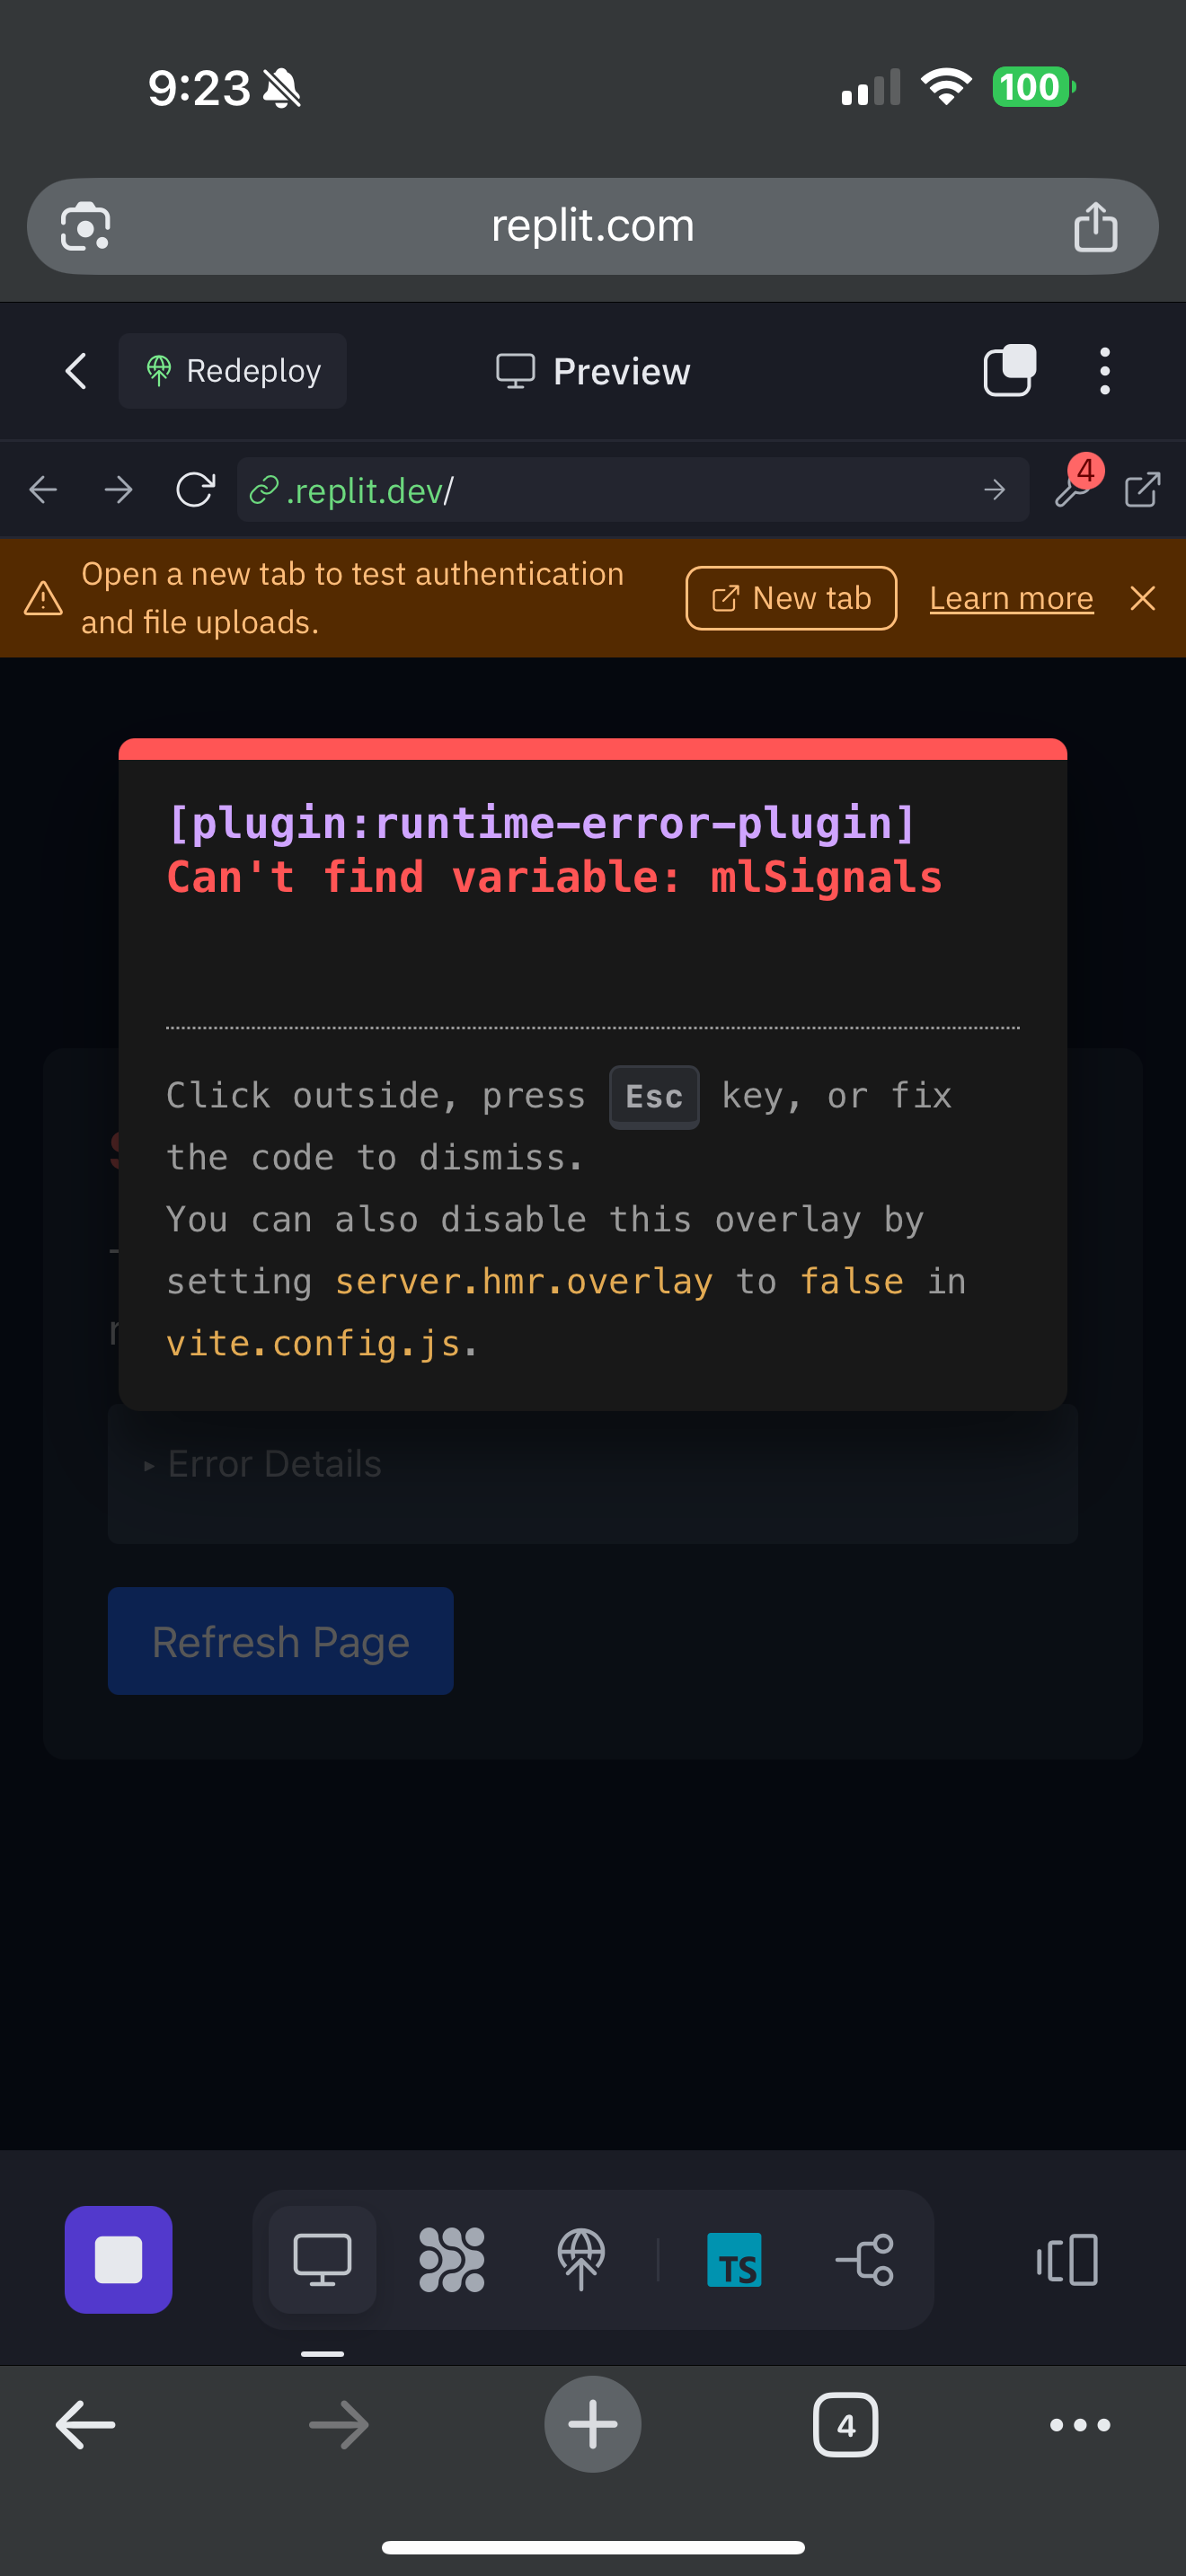 9:23
100
replit.com
Redeploy
Preview
.replit.dev/
4
Open a new tab to test authentication
and file uploads.
New tab
Learn more
[plugin:runtime-error-plugin]
Can't find variable: mlSignals
Click outside, press Esc key, or fix
the code to dismiss.
You can also disable this overlay by
setting server.hmr.overlay to false in
vite.config.js.
Error Details
Refresh Page
TS
4